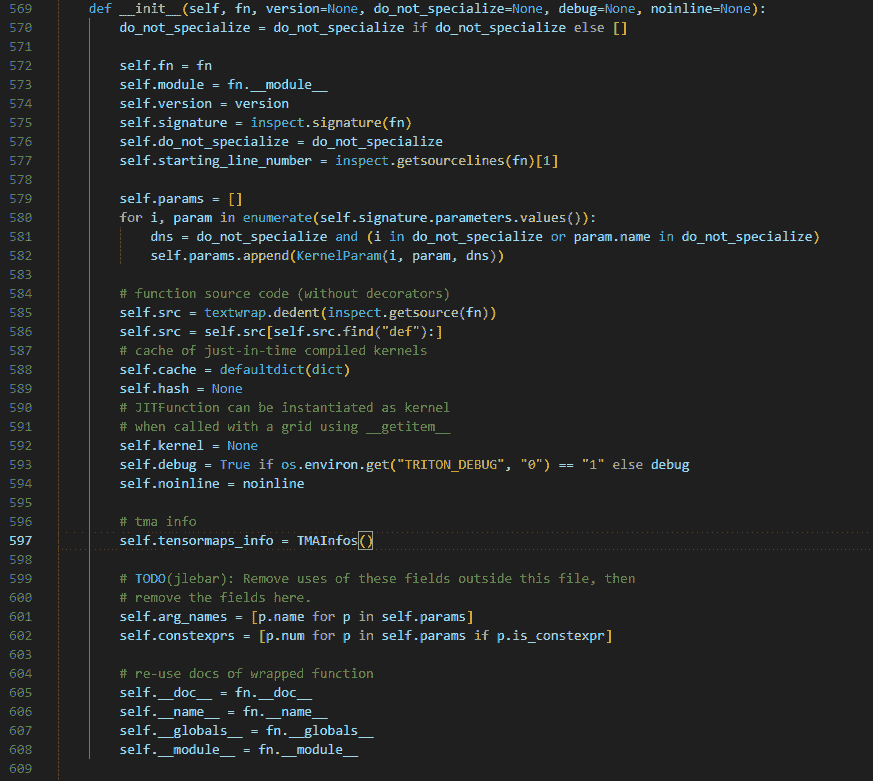 569 def __init__(self, fn, version=None, do_not_specialize=None, debug=None, noinline=None):
570 do_not_specialize = do_not_specialize if do_not_specialize else []
571
572 self.fn = fn
573 self.module = fn.__module__
574 self.version = version
575 self.signature = inspect.signature(fn)
576 self.do_not_specialize = do_not_specialize
577 self.starting_line_number = inspect.getsourcelines(fn)[1]
578
579 self.params = []
580 for i, param in enumerate(self.signature.parameters.values()):
581 dns = do_not_specialize and (i in do_not_specialize or param.name in do_not_specialize)
582 self.params.append(KernelParam(i, param, dns))
583
584 # function source code (without decorators)
585 self.src = textwrap.dedent(inspect.getsource(fn))
586 self.src = self.src[self.src.find("def"):]
587 # cache of just-in-time compiled kernels
588 self.cache = defaultdict(dict)
589 self.hash = None
590 # JITFunction can be instantiated as kernel
591 # when called with a grid using __getitem__
592 self.kernel = None
593 self.debug = True if os.environ.get("TRITON_DEBUG", "0") == "1" else debug
594 self.noinline = noinline
595
596 # tma info
597 self.tensormaps_info = TMAInfos()
598
599 # TODO(jlebar): Remove uses of these fields outside this file, then
600 # remove the fields here.
601 self.arg_names = [p.name for p in self.params]
602 self.constexprs = [p.num for p in self.params if p.is_constexpr]
603
604 # re-use docs of wrapped function
605 self.__doc__ = fn.__doc__
606 self.__name__ = fn.__name__
607 self.__globals__ = fn.__globals__
608 self.__module__ = fn.__module__
609